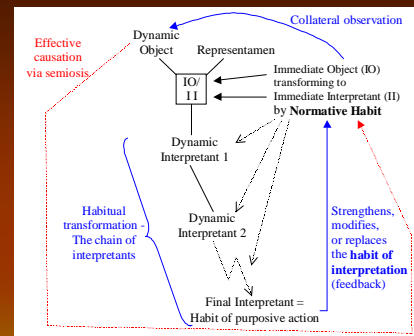 Collateral observation
Effective
causation
via semiosis
Dynamic
Object
Representamen
IO/
I I
Immediate Object (IO)
transforming to
Immediate Interpretant (II)
by Normative Habit
Dynamic
Interpretant 1
Habitual
transformation -
The chain of
interpretants
Dynamic
Interpretant 2
Strengthens,
modifies,
or replaces
the habit of
interpretation
(feedback)
Final Interpretant =
Habit of purposive action